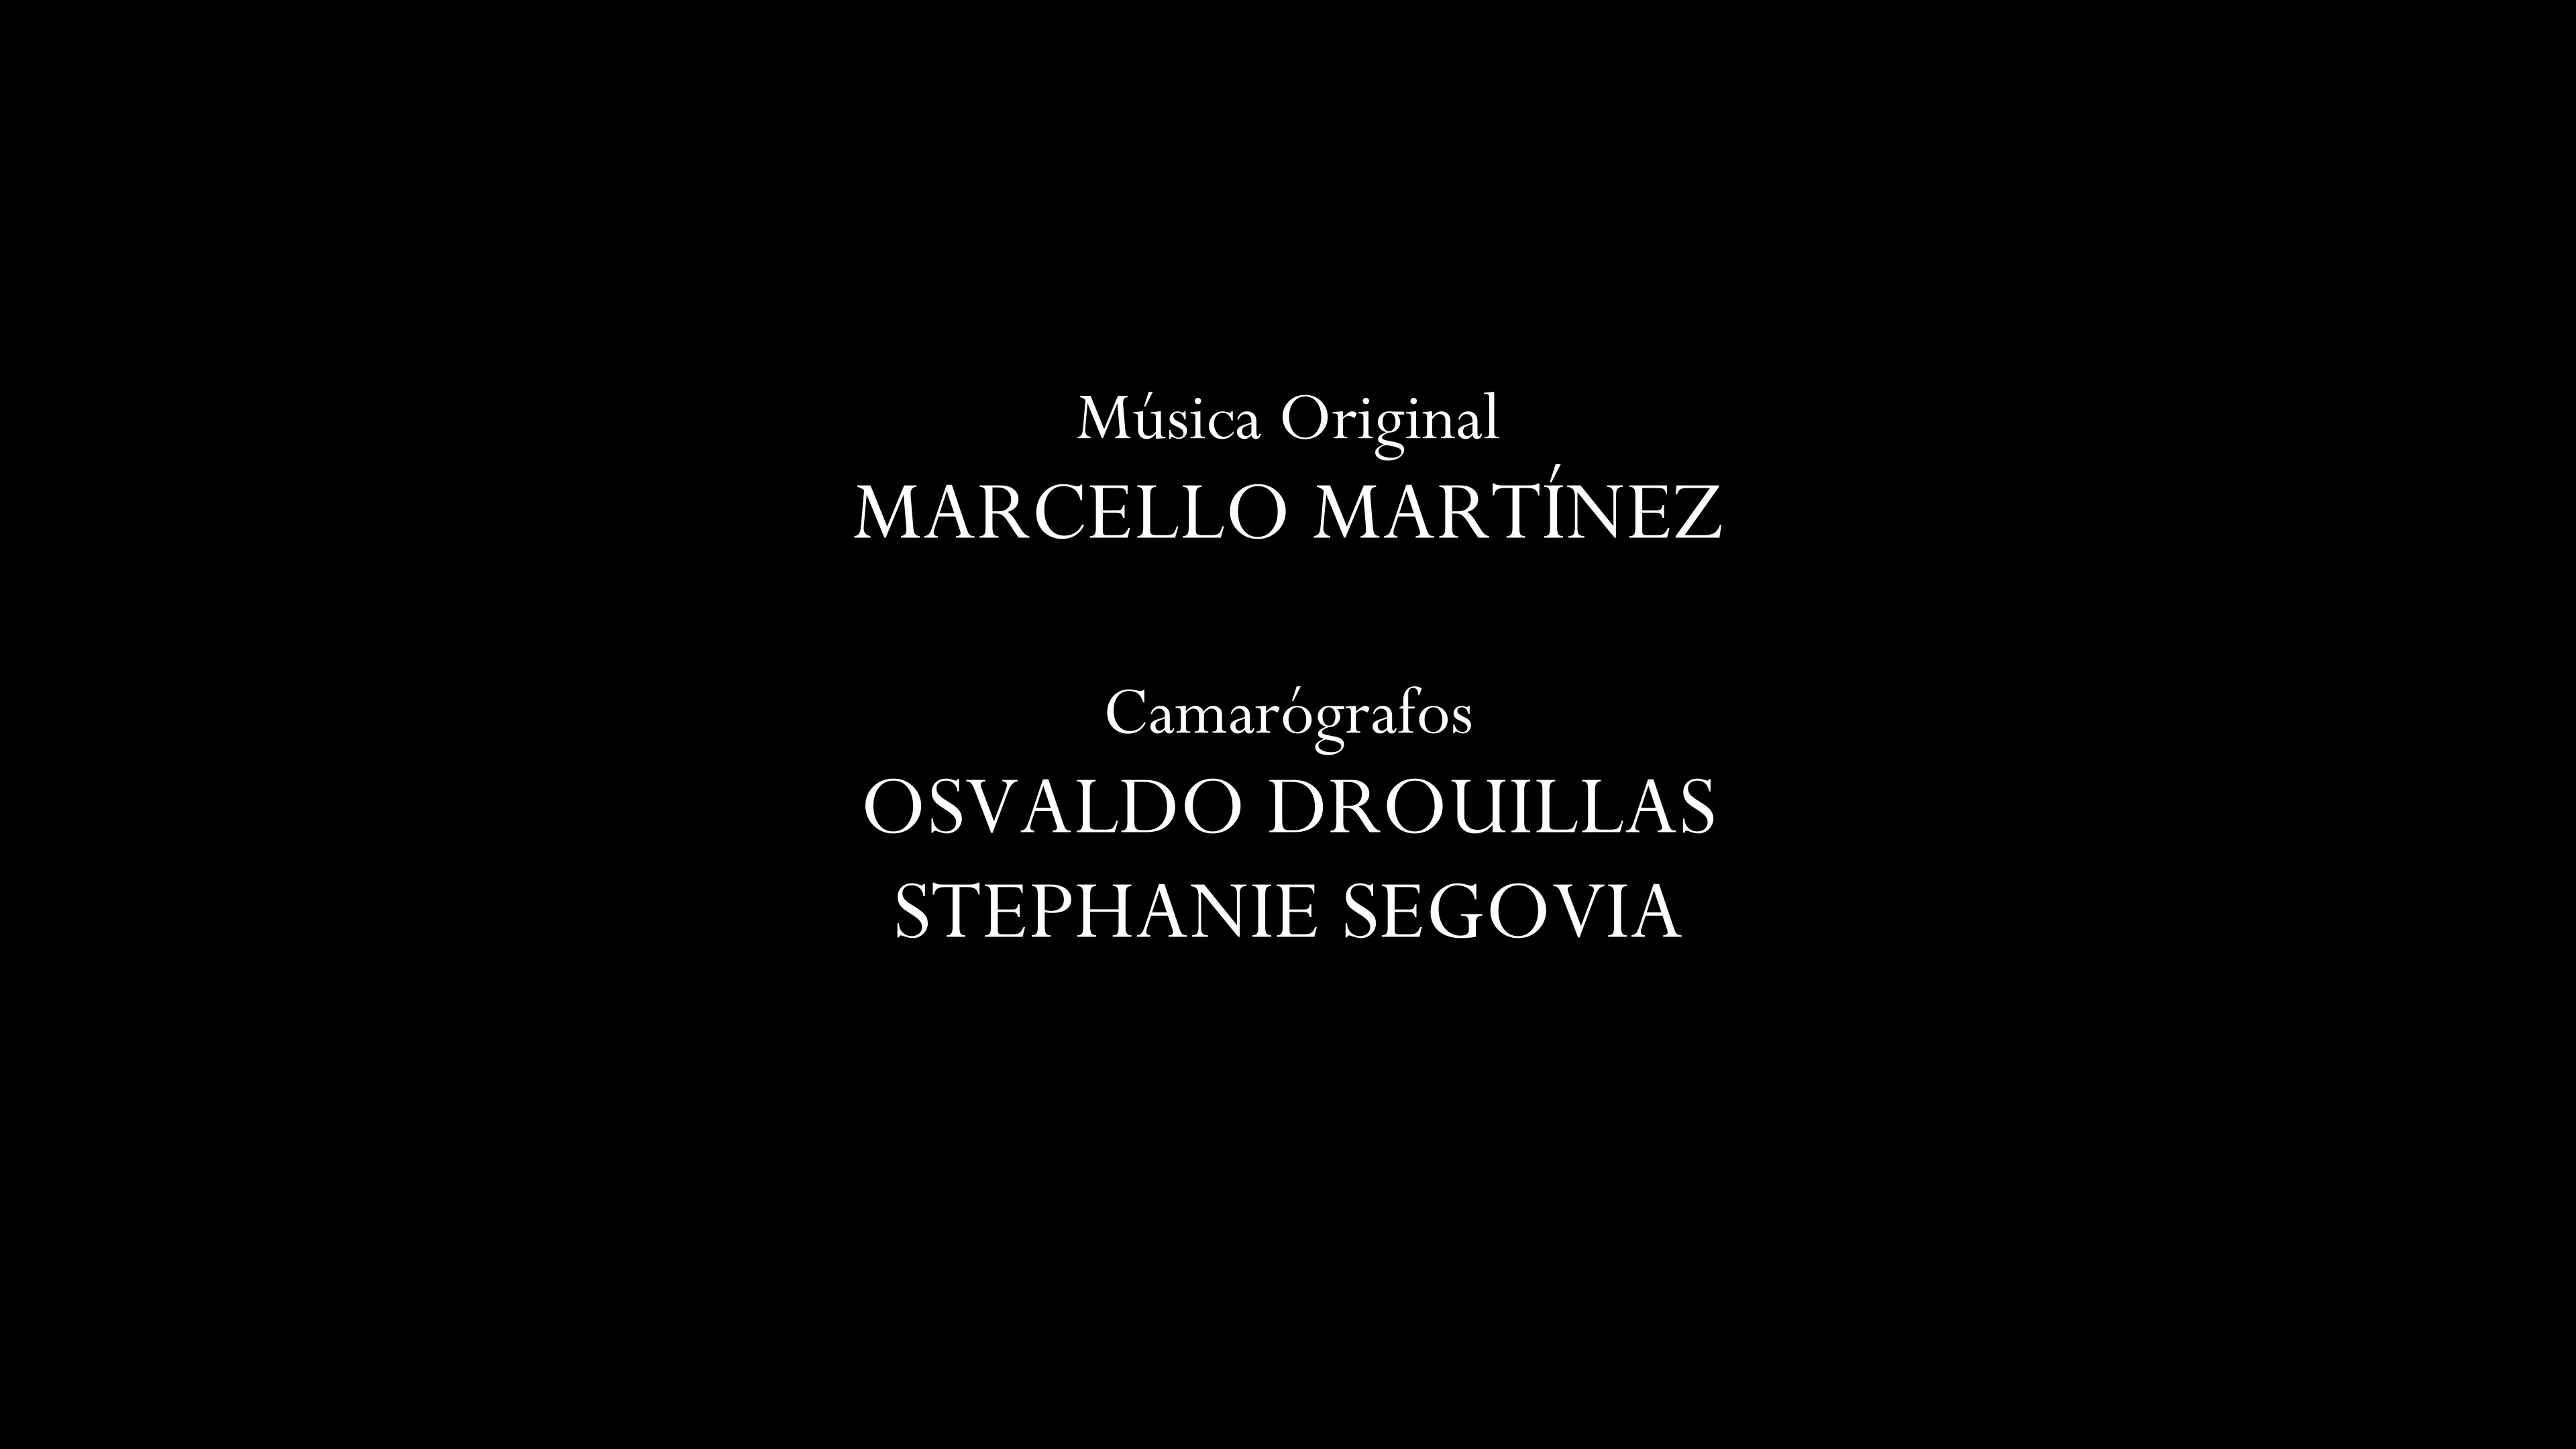 Música Original
MARCELLO MARTÍNEZ
Camarógrafos
OSVALDO DROUILLAS
STEPHANIE SEGOVIA